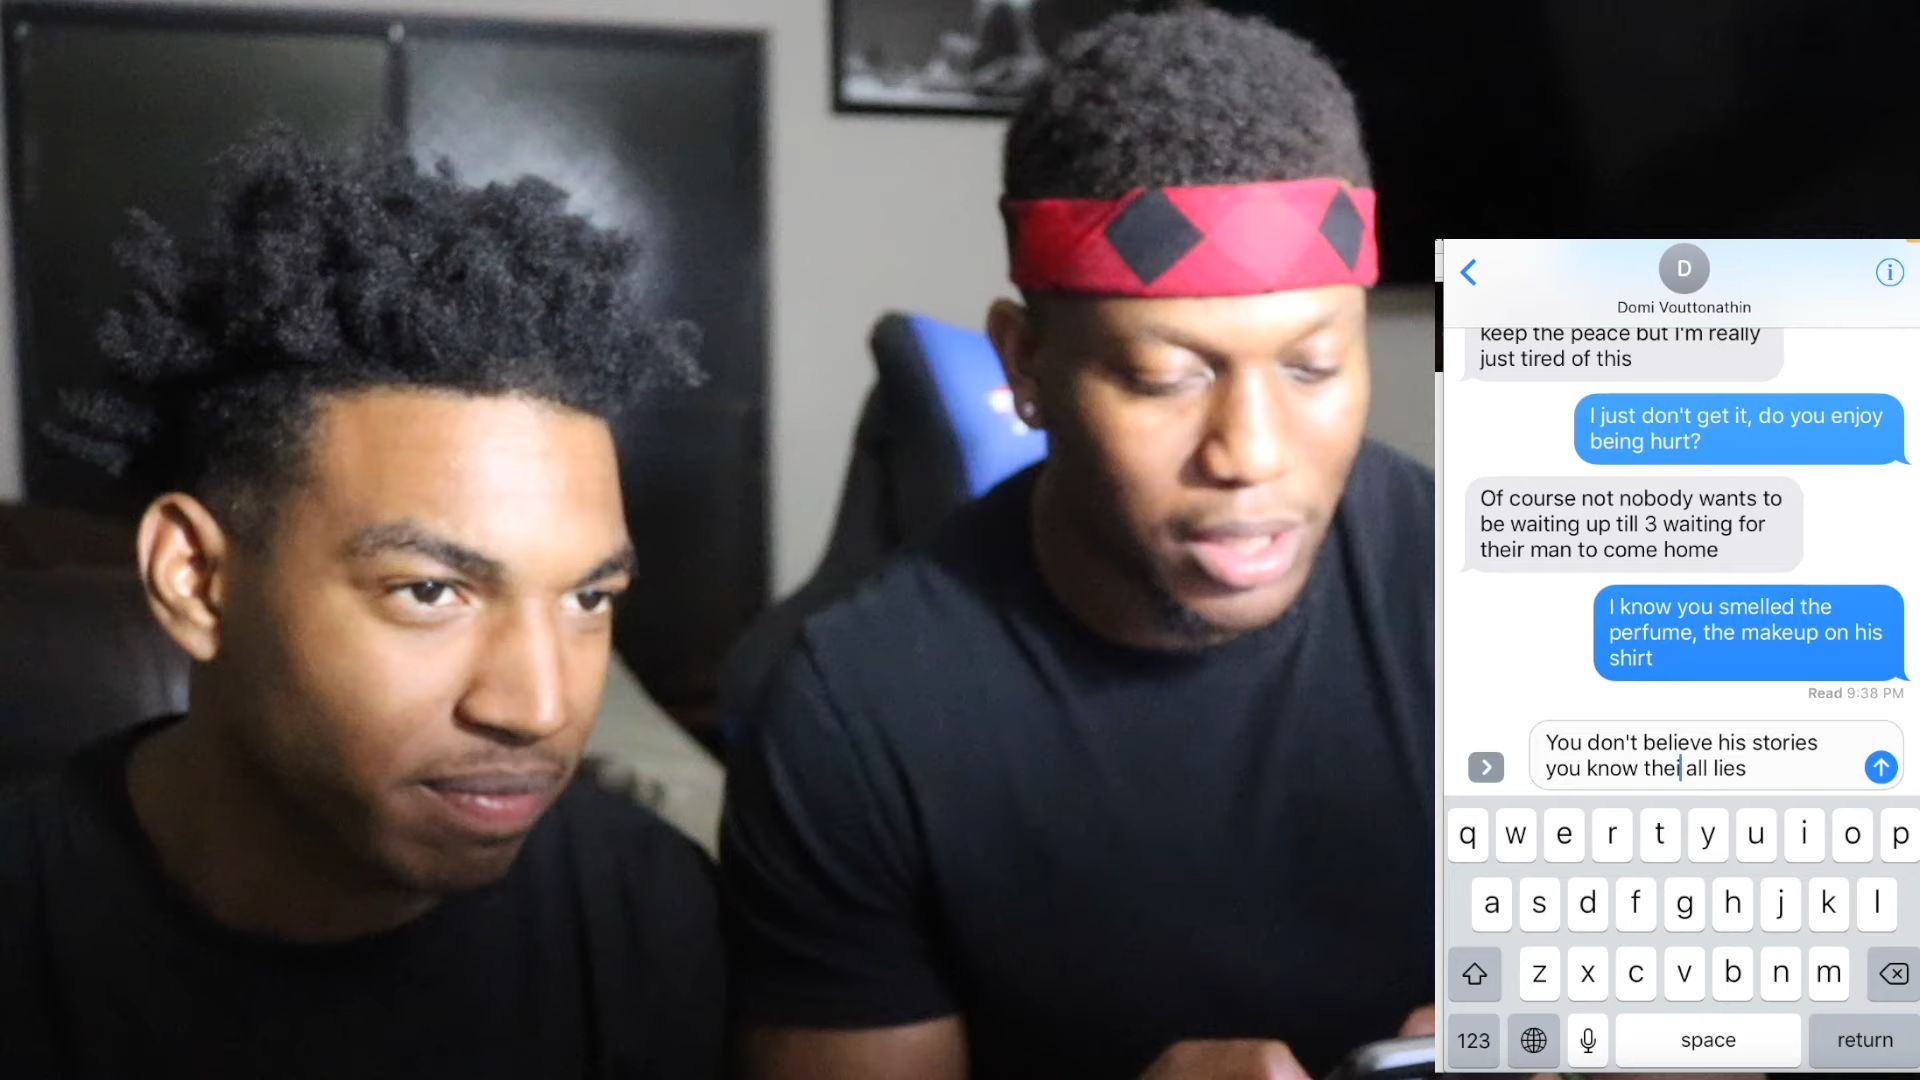 D
Domi Vouttonathin
keep the peace but I'm really
just tired of this
I just don't get it, do you enjoy
being hurt?
Of course not nobody wants to
be waiting up till 3 waiting for
their man to come home
I know you smelled the
perfume, the makeup on his
shirt
Read 9:38 PM
You don't believe his stories
you know thei all lies
q w e r t y u i o p
a s d f g h j k l
z x c v b n m
123 space return